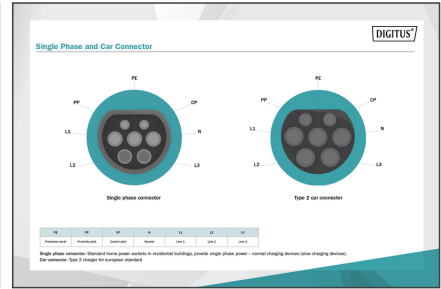 DIGITUS®
Single Phase and Car Connector
PE
PP
CP
L1
N
L2
L3
Single phase connector
PE
PP
CP
L1
N
L2
L3
Type 2 car connector
PE PP CP N L1 L2 L3
Protective earth Proximity pilot Control pilot Neutral Line 1 Line 2 Line 3
Single phase connector: Standard home power sockets in residential buildings, provide single phase power – normal charging devices (slow charging devices).
Car connector: Type 2 charger for european standard